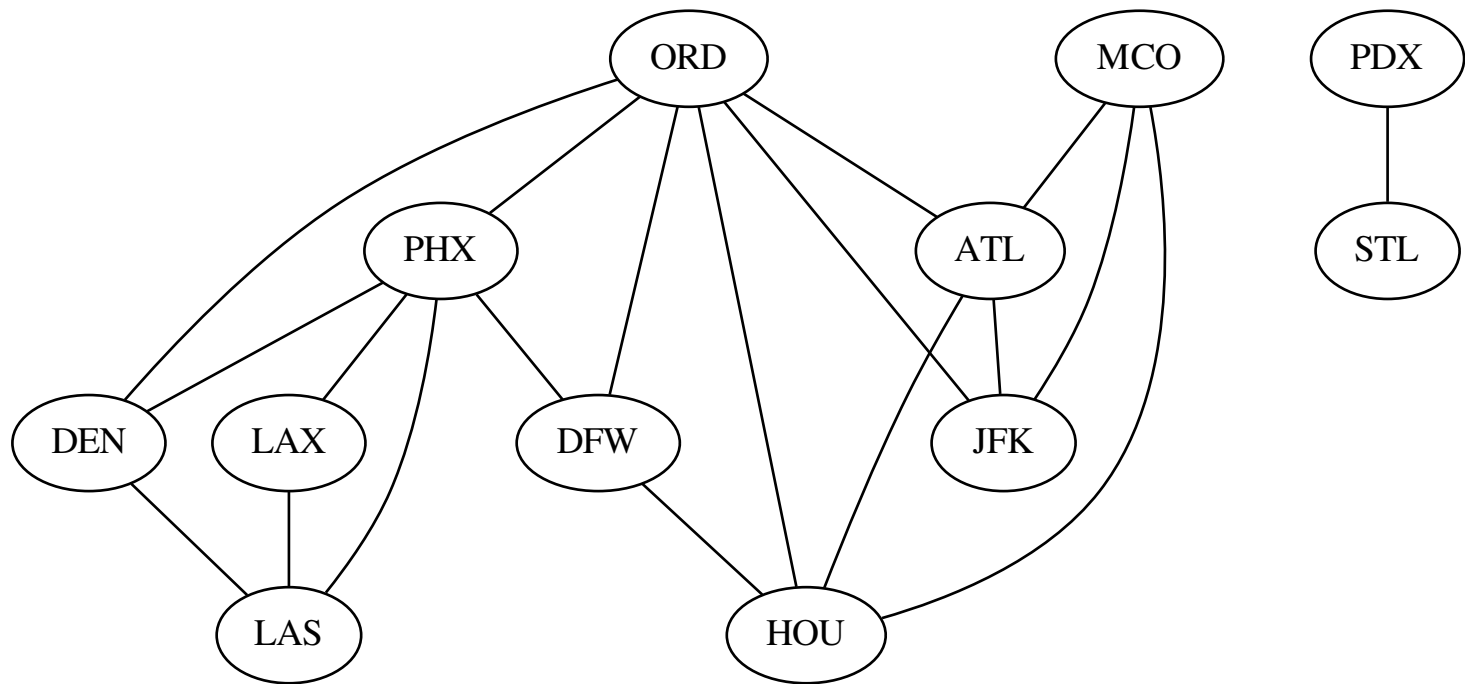 ORD
MCO
PDX
PHX
ATL
STL
DEN
LAX
DFW
JFK
LAS
HOU